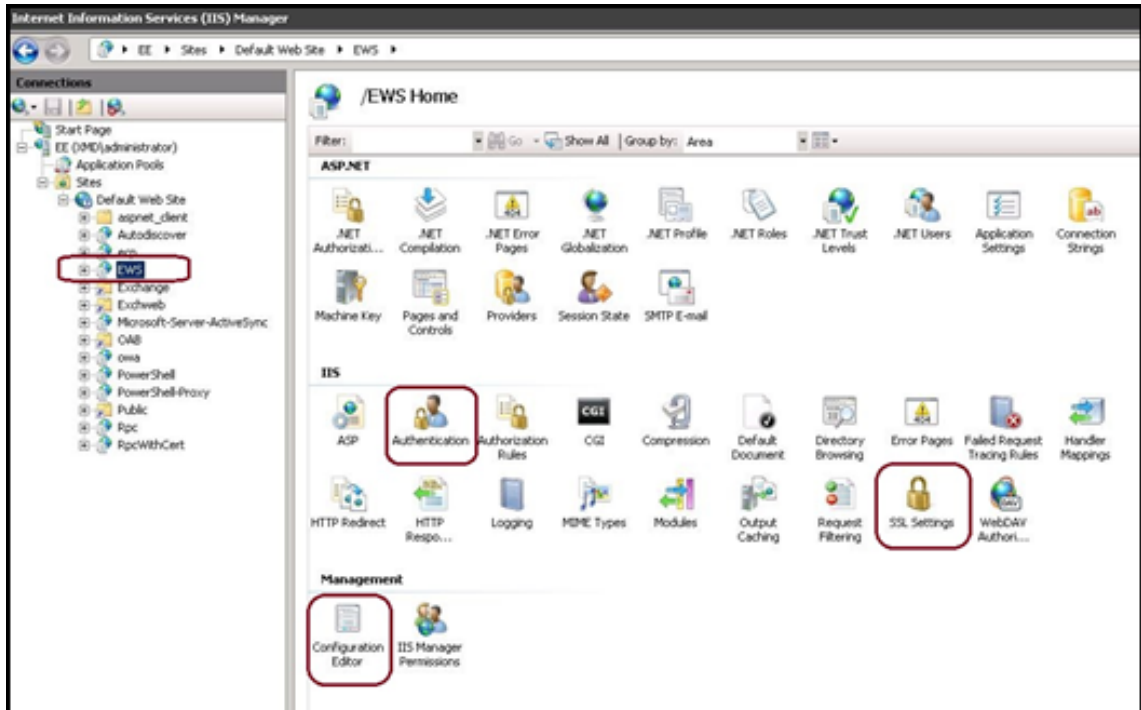 Internet Information Services (IIS) Manager
EE Sites Default Web Site EWS
Connections
Start Page
EE (XMD\administrator)
Application Pools
Sites
Default Web Site
aspnet_client
Autodiscover
ecp
EWS
Exchange
Exchweb
Microsoft-Server-ActiveSync
OAB
owa
PowerShell
PowerShell-Proxy
Public
Rpc
RpcWithCert
/EWS Home
Filter: Go Show All Group by: Area
ASP.NET
.NET Authorizati...
.NET Compilation
.NET Error Pages
.NET Globalization
.NET Profile
.NET Roles
.NET Trust Levels
.NET Users
Application Settings
Connection Strings
Machine Key
Pages and Controls
Providers
Session State
SMTP E-mail
IIS
ASP
Authentication
Authorization Rules
CGI
Compression
Default Document
Directory Browsing
Error Pages
Failed Request Tracing Rules
Handler Mappings
HTTP Redirect
HTTP Respo...
Logging
MIME Types
Modules
Output Caching
Request Filtering
SSL Settings
WebDAV Authori...
Management
Configuration Editor
IIS Manager Permissions